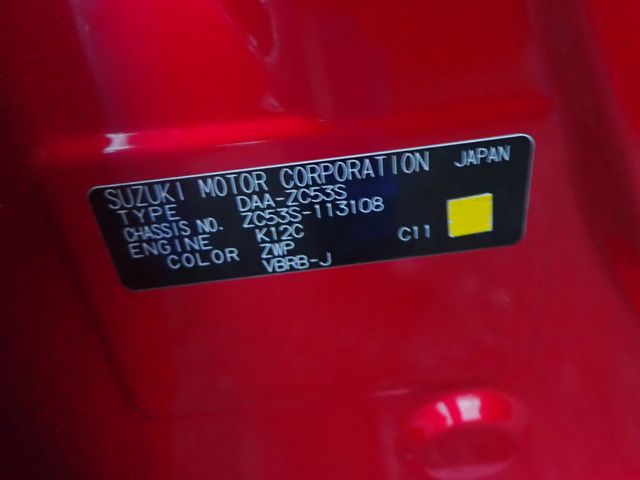 SUZUKI MOTOR CORPORATION JAPAN
TYPE DAA-ZC53S
CHASSIS NO. ZC53S-113108
ENGINE K12C C11
COLOR ZWP
VBRB-J